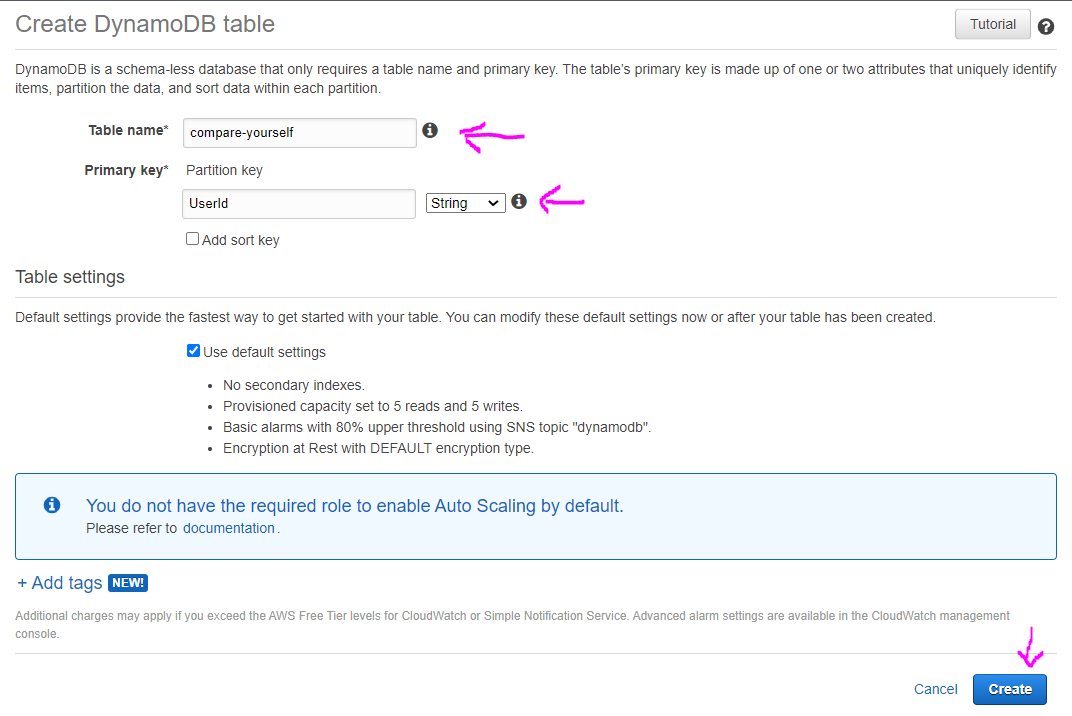 Create DynamoDB table
Tutorial
DynamoDB is a schema-less database that only requires a table name and primary key. The table's primary key is made up of one or two attributes that uniquely identify
items, partition the data, and sort data within each partition.
Table name* compare-yourself
Primary key* Partition key
UserId String
Add sort key
Table settings
Default settings provide the fastest way to get started with your table. You can modify these default settings now or after your table has been created.
Use default settings
• No secondary indexes.
• Provisioned capacity set to 5 reads and 5 writes.
• Basic alarms with 80% upper threshold using SNS topic "dynamodb".
• Encryption at Rest with DEFAULT encryption type.
You do not have the required role to enable Auto Scaling by default.
Please refer to documentation.
+ Add tags NEW!
Additional charges may apply if you exceed the AWS Free Tier levels for CloudWatch or Simple Notification Service. Advanced alarm settings are available in the CloudWatch management
console.
Cancel Create